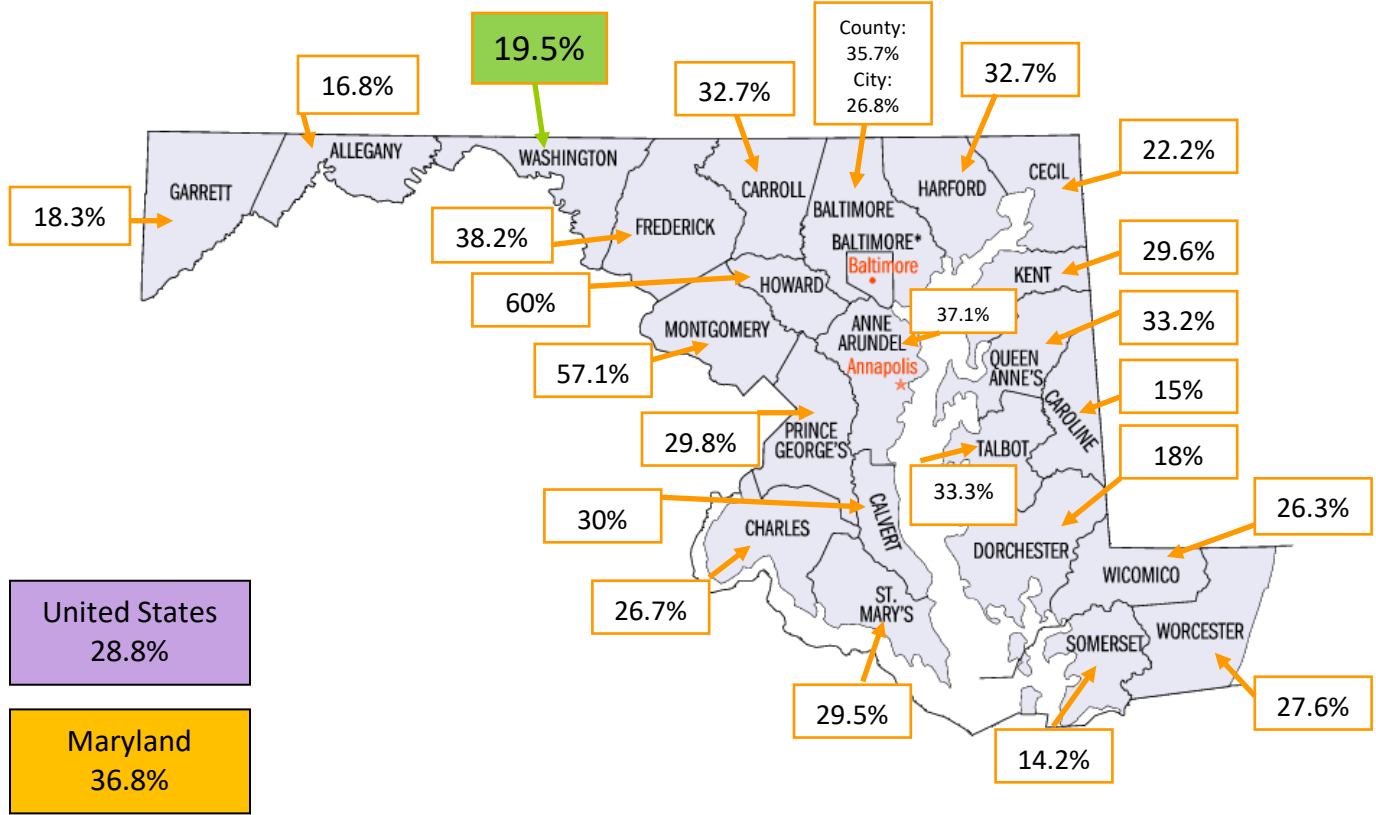 19.5%
County:
35.7%
City:
26.8%
16.8%
32.7%
32.7%
22.2%
ALLEGANY
WASHINGTON
GARRETT
CARROLL
HARFORD
CECIL
18.3%
38.2%
FREDERICK
BALTIMORE
BALTIMORE*
Baltimore
29.6%
KENT
60%
HOWARD
MONTGOMERY
ANNE
ARUNDEL
Annapolis
37.1%
33.2%
QUEEN
ANNE'S
57.1%
15%
CAROLINE
29.8%
PRINCE
GEORGE'S
TALBOT
33.3%
18%
30%
CALVERT
CHARLES
DORCHESTER
26.3%
WICOMICO
26.7%
ST.
MARY'S
SOMERSET
WORCESTER
29.5%
14.2%
27.6%
United States
28.8%
Maryland
36.8%